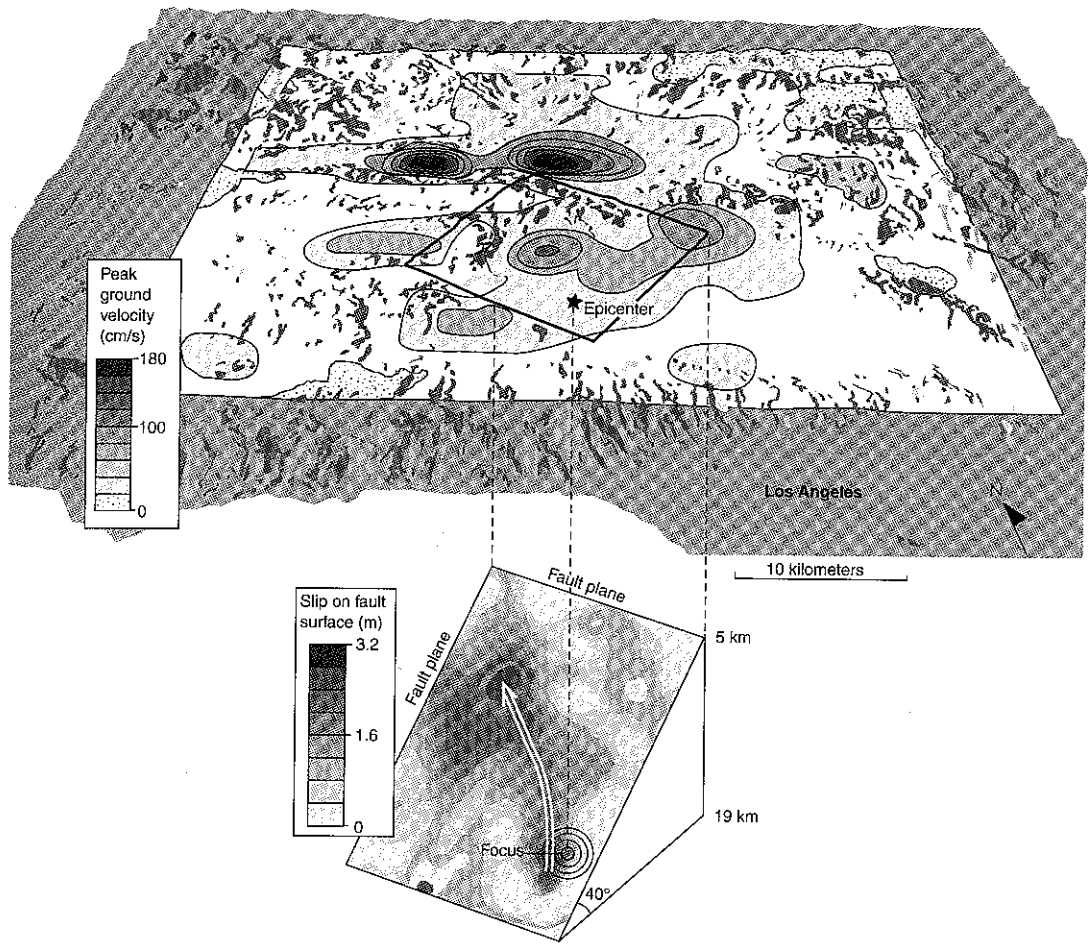 Peak
ground
velocity
(cm/s)
180
100
0
Epicenter
Los Angeles
N
10 kilometers
Slip on fault
surface (m)
3.2
1.6
0
Fault plane
Fault plane
5 km
19 km
Focus
40°